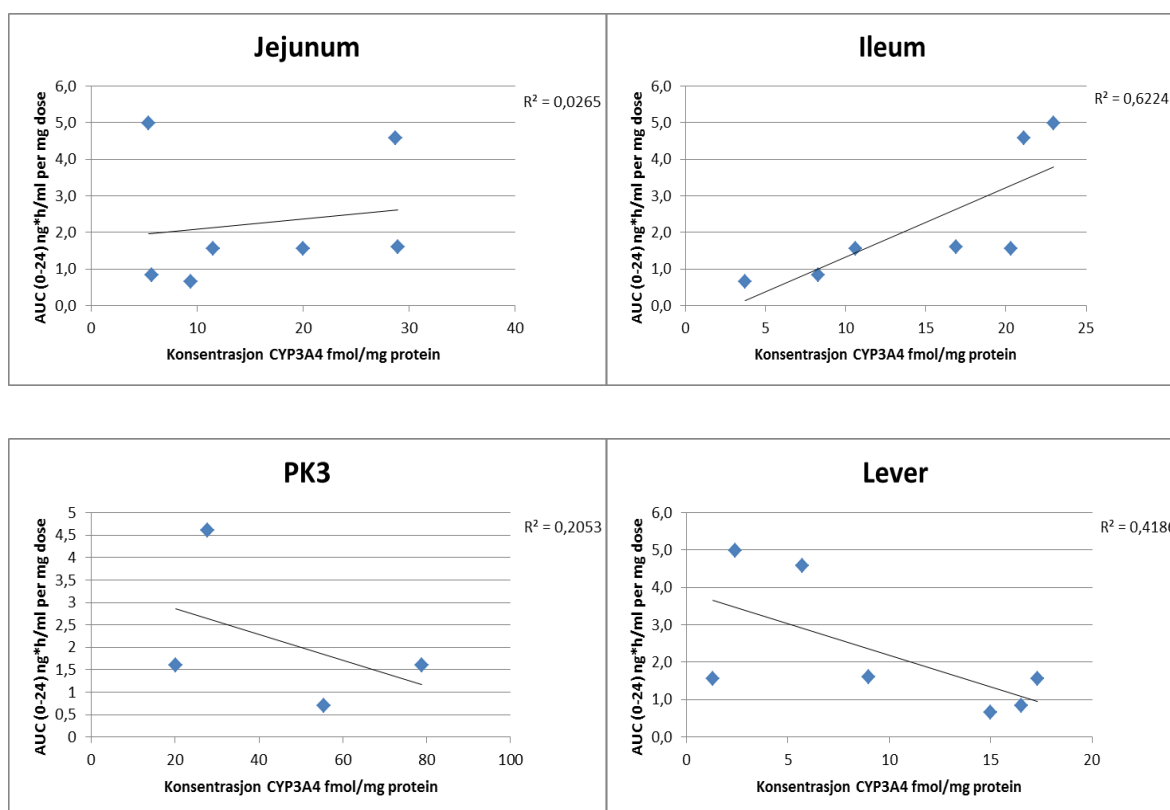 Jejunum
R² = 0,0265
AUC (0-24) ng*h/ml per mg dose
6,0
5,0
4,0
3,0
2,0
1,0
0,0
0 10 20 30 40
Konsentrasjon CYP3A4 fmol/mg protein
Ileum
R² = 0,6224
AUC (0-24) ng*h/ml per mg dose
6,0
5,0
4,0
3,0
2,0
1,0
0,0
0 5 10 15 20 25
Konsentrasjon CYP3A4 fmol/mg protein
PK3
R² = 0,2053
AUC (0-24) ng*h/ml per mg dose
5
4,5
4
3,5
3
2,5
2
1,5
1
0,5
0
0 20 40 60 80 100
Konsentrasjon CYP3A4 fmol/mg protein
Lever
R² = 0,4186
AUC (0-24) ng*h/ml per mg dose
6,0
5,0
4,0
3,0
2,0
1,0
0,0
0 5 10 15 20
Konsentrasjon CYP3A4 fmol/mg protein